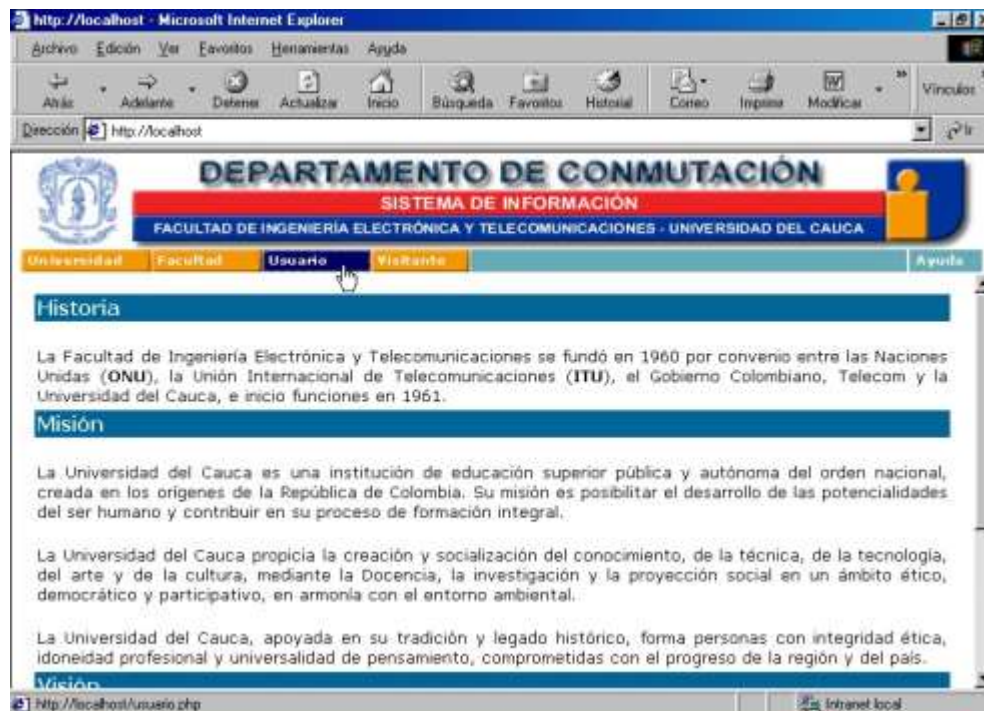 http://localhost - Microsoft Internet Explorer
Archivo Edición Ver Favoritos Herramientas Ayuda
Atrás Adelante Detener Actualizar Inicio Búsqueda Favoritos Historial Correo Imprimir Modificar » Vínculos »
Dirección http://localhost Ir
DEPARTAMENTO DE CONMUTACIÓN
SISTEMA DE INFORMACIÓN
FACULTAD DE INGENIERÍA ELECTRÓNICA Y TELECOMUNICACIONES - UNIVERSIDAD DEL CAUCA
Universidad Facultad Usuario Visitante Ayuda
Historia
La Facultad de Ingeniería Electrónica y Telecomunicaciones se fundó en 1960 por convenio entre las Naciones
Unidas (ONU), la Unión Internacional de Telecomunicaciones (ITU), el Gobierno Colombiano, Telecom y la
Universidad del Cauca, e inicio funciones en 1961.
Misión
La Universidad del Cauca es una institución de educación superior pública y autónoma del orden nacional,
creada en los orígenes de la República de Colombia. Su misión es posibilitar el desarrollo de las potencialidades
del ser humano y contribuir en su proceso de formación integral.
La Universidad del Cauca propicia la creación y socialización del conocimiento, de la técnica, de la tecnología,
del arte y de la cultura, mediante la Docencia, la investigación y la proyección social en un ámbito ético,
democrático y participativo, en armonía con el entorno ambiental.
La Universidad del Cauca, apoyada en su tradición y legado histórico, forma personas con integridad ética,
idoneidad profesional y universalidad de pensamiento, comprometidas con el progreso de la región y del país.
Visión
http://localhost/usuario.php Intranet local